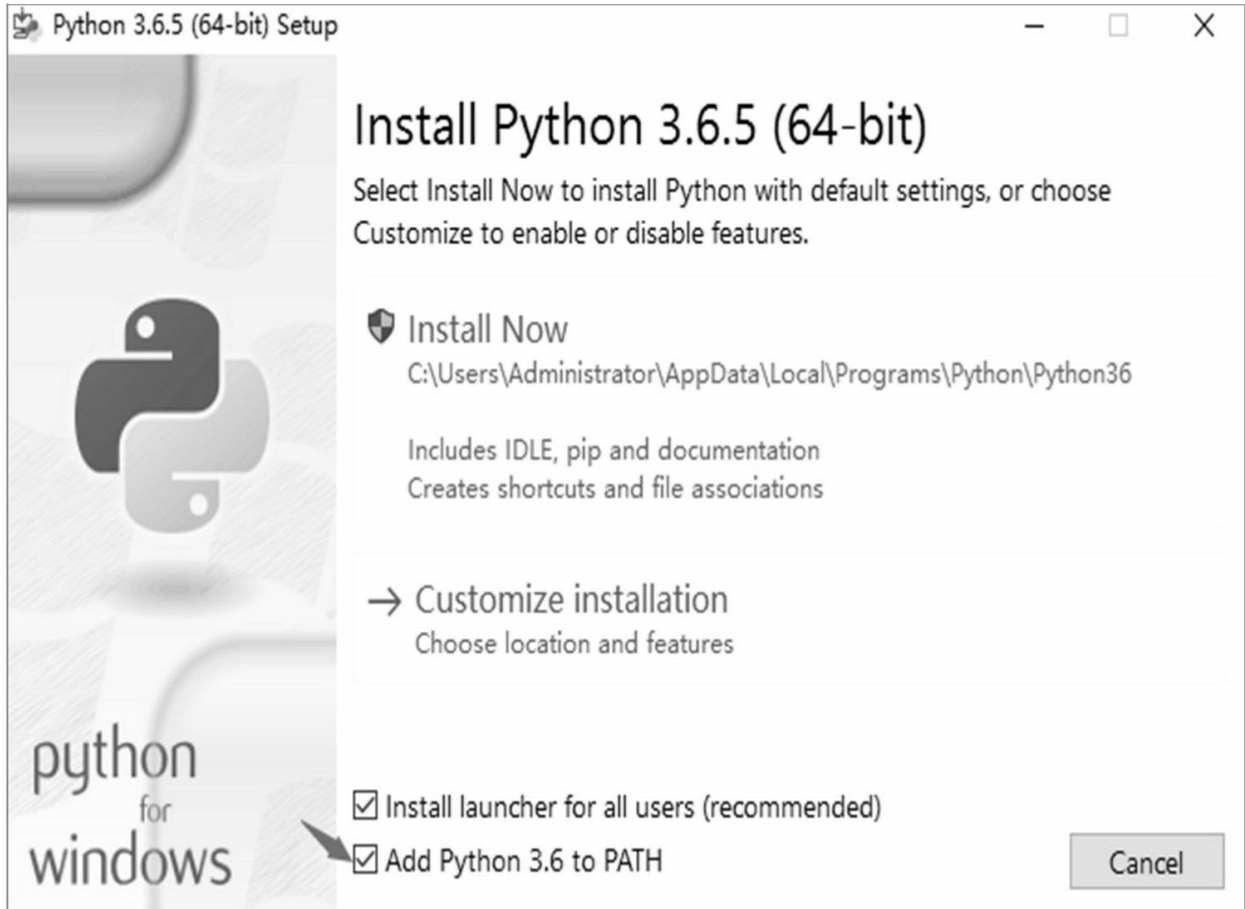 Python 3.6.5 (64-bit) Setup
Install Python 3.6.5 (64-bit)
Select Install Now to install Python with default settings, or choose
Customize to enable or disable features.
Install Now
C:\Users\Administrator\AppData\Local\Programs\Python\Python36
Includes IDLE, pip and documentation
Creates shortcuts and file associations
Customize installation
Choose location and features
python
for
windows
Install launcher for all users (recommended)
Add Python 3.6 to PATH
Cancel